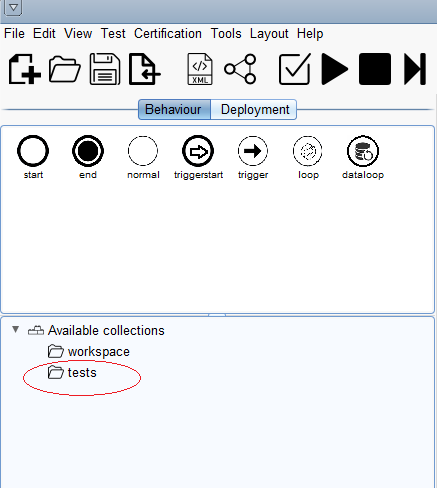 File Edit View Test Certification Tools Layout Help
</> XML
Behaviour Deployment
start end normal triggerstart trigger loop dataloop
Available collections
workspace
tests